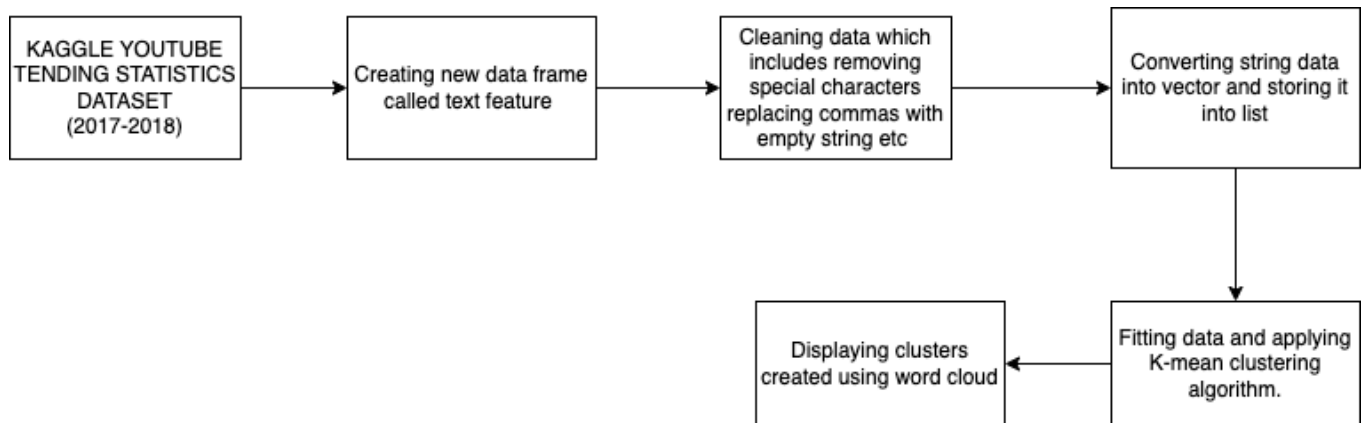 KAGGLE YOUTUBE
TENDING STATISTICS
DATASET
(2017-2018)
Creating new data frame
called text feature
Cleaning data which
includes removing
special characters
replacing commas with
empty string etc
Converting string data
into vector and storing it
into list
Fitting data and applying
K-mean clustering
algorithm.
Displaying clusters
created using word cloud